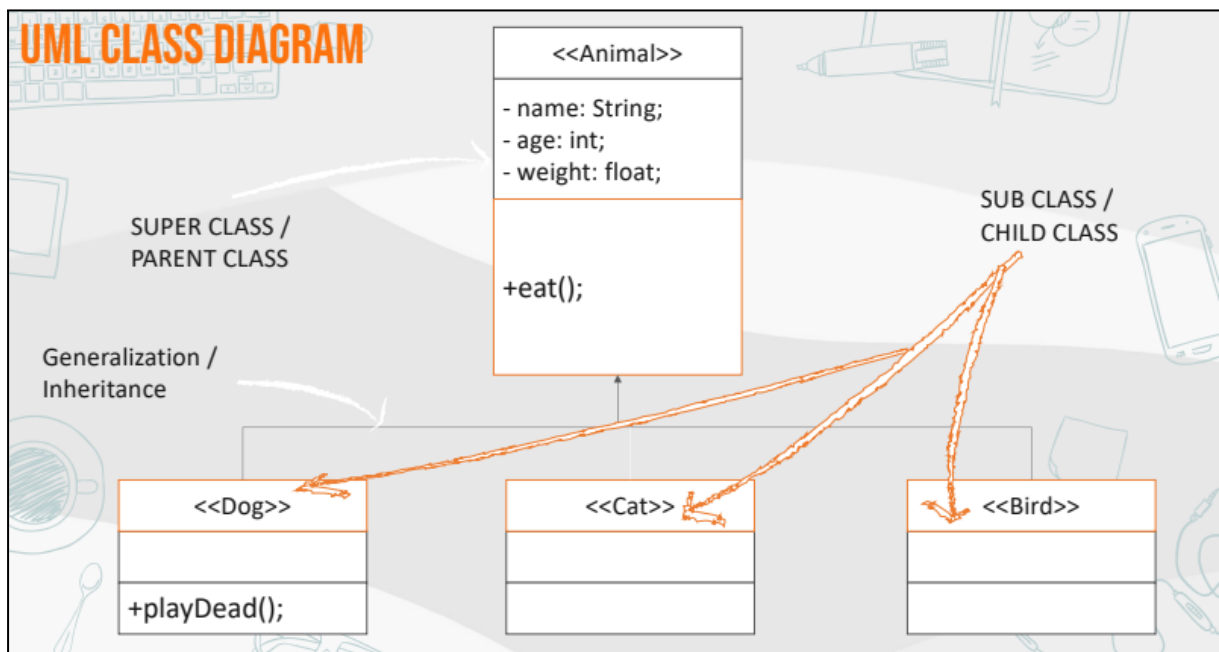 UML CLASS DIAGRAM
<<Animal>>
- name: String;
- age: int;
- weight: float;
+eat();
SUPER CLASS /
PARENT CLASS
SUB CLASS /
CHILD CLASS
Generalization /
Inheritance
<<Dog>>
+playDead();
<<Cat>>
<<Bird>>